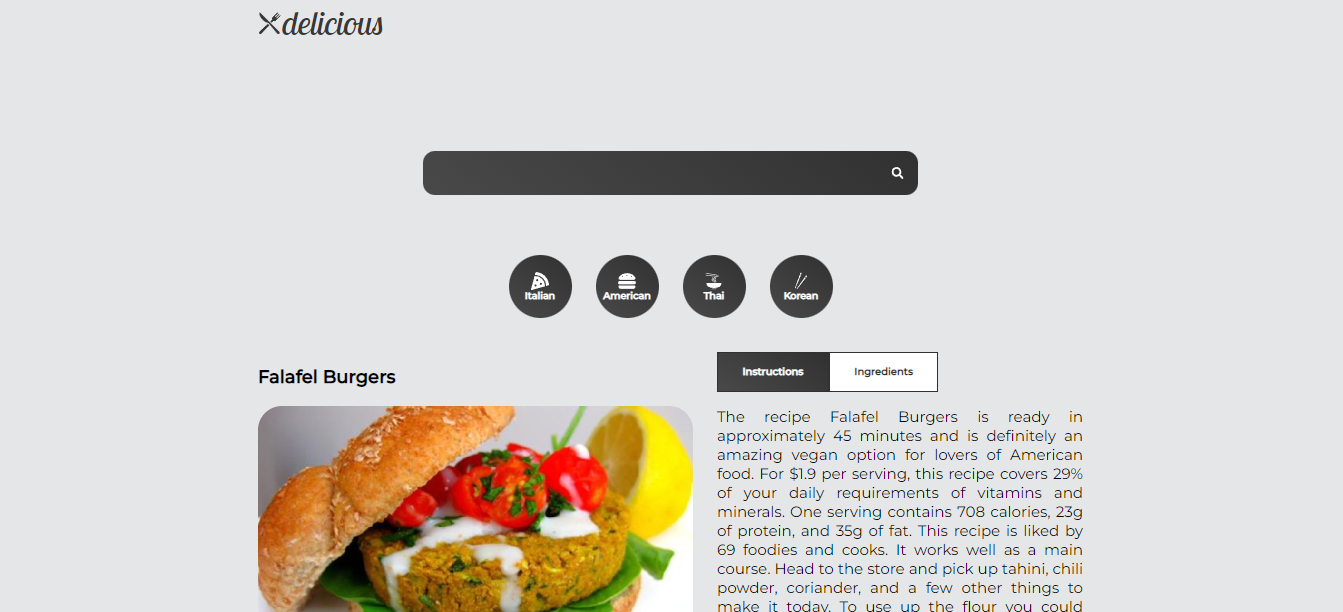 delicious
Italian
American
Thai
Korean
Falafel Burgers
Instructions
Ingredients
The recipe Falafel Burgers is ready in
approximately 45 minutes and is definitely an
amazing vegan option for lovers of American
food. For $1.9 per serving, this recipe covers 29%
of your daily requirements of vitamins and
minerals. One serving contains 708 calories, 23g
of protein, and 35g of fat. This recipe is liked by
69 foodies and cooks. It works well as a main
course. Head to the store and pick up tahini, chili
powder, coriander, and a few other things to
make it today. To use up the flour you could